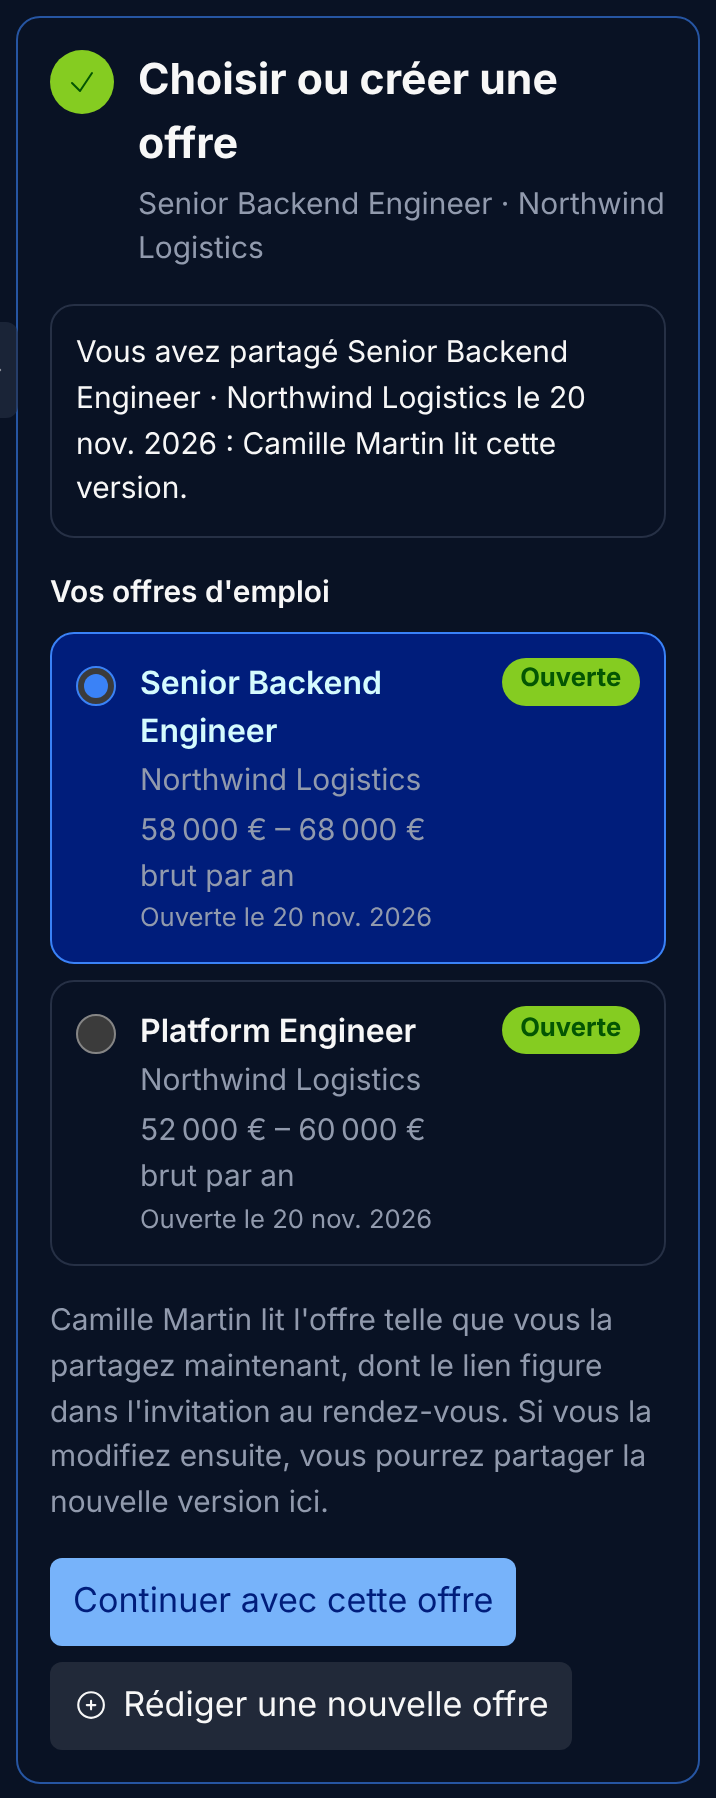 Choisir ou créer une
offre
Senior Backend Engineer · Northwind
Logistics
Vous avez partagé Senior Backend
Engineer · Northwind Logistics le 20
nov. 2026 : Camille Martin lit cette
version.
Vos offres d'emploi
Senior Backend
Engineer
Ouverte
Northwind Logistics
58 000 € – 68 000 €
brut par an
Ouverte le 20 nov. 2026
Platform Engineer
Ouverte
Northwind Logistics
52 000 € – 60 000 €
brut par an
Ouverte le 20 nov. 2026
Camille Martin lit l'offre telle que vous la
partagez maintenant, dont le lien figure
dans l'invitation au rendez-vous. Si vous la
modifiez ensuite, vous pourrez partager la
nouvelle version ici.
Continuer avec cette offre
Rédiger une nouvelle offre